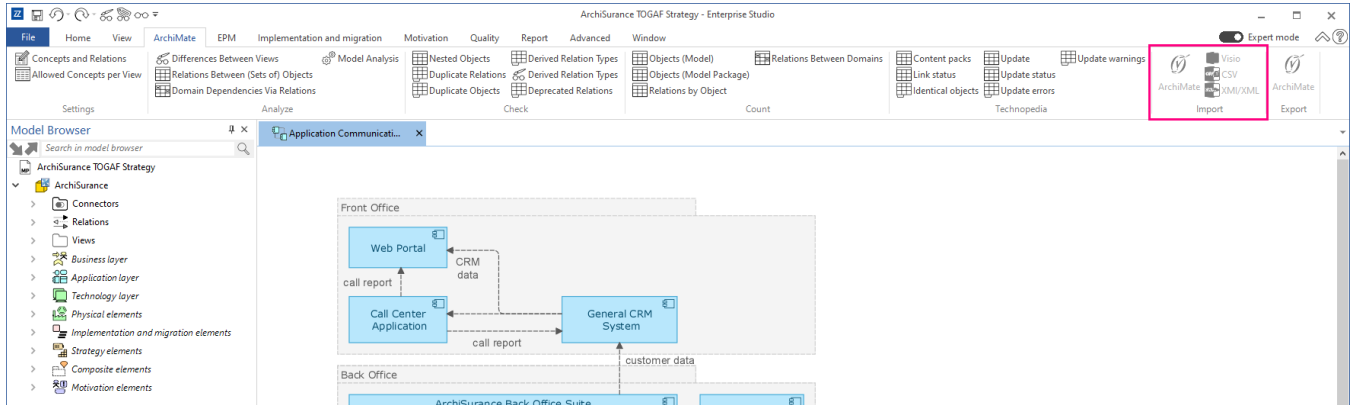 ArchiSurance TOGAF Strategy - Enterprise Studio
File Home View ArchiMate EPM Implementation and migration Motivation Quality Report Advanced Window Expert mode
Concepts and Relations
Allowed Concepts per View
Settings
Differences Between Views
Relations Between (Sets of) Objects
Domain Dependencies Via Relations
Model Analysis
Analyze
Nested Objects
Duplicate Relations
Duplicate Objects
Derived Relation Types
Derived Relation Types
Deprecated Relations
Check
Objects (Model)
Objects (Model Package)
Relations by Object
Relations Between Domains
Count
Content packs
Link status
Identical objects
Update
Update status
Update errors
Update warnings
Technopedia
ArchiMate
Visio
CSV
XMI/XML
Import
ArchiMate
Export
Model Browser
Search in model browser
ArchiSurance TOGAF Strategy
ArchiSurance
Connectors
Relations
Views
Business layer
Application layer
Technology layer
Physical elements
Implementation and migration elements
Strategy elements
Composite elements
Motivation elements
Application Communicati...
Front Office
Web Portal
CRM
data
call report
Call Center
Application
General CRM
System
call report
customer data
Back Office
ArchiSurance Back Office Suite